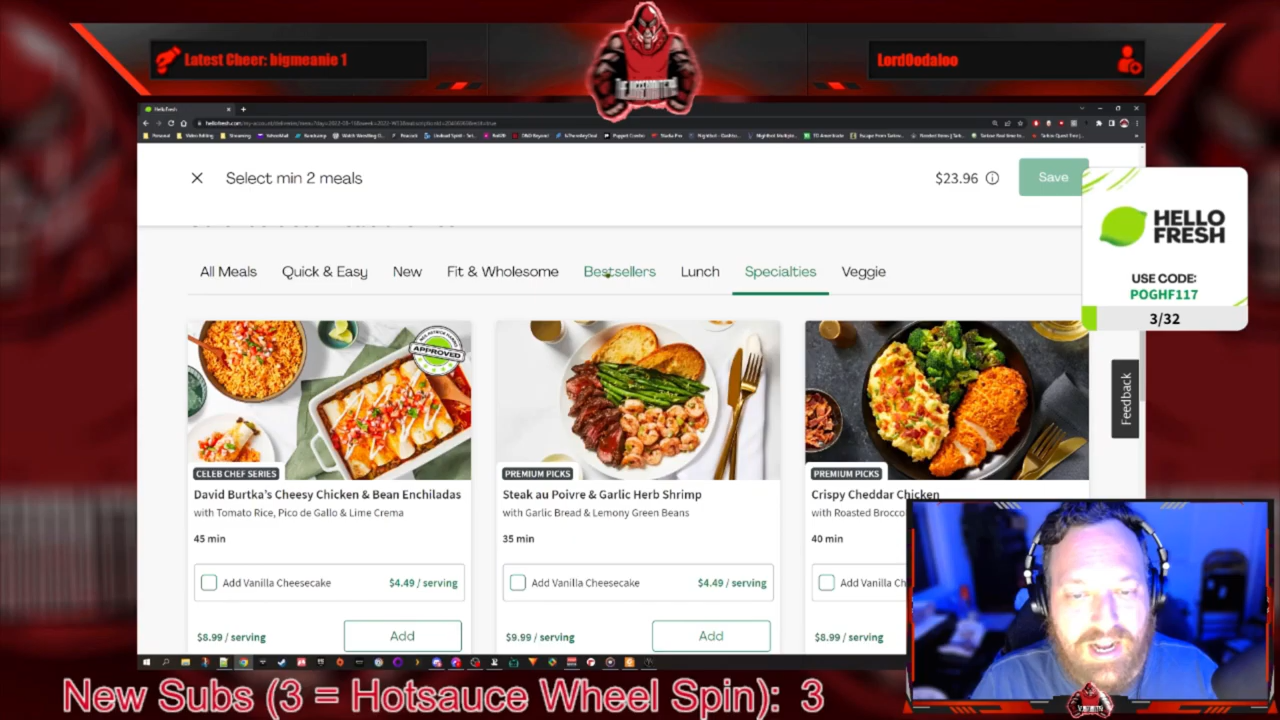 Latest Cheer: bigmeanie 1
LordOodaloo
HelloFresh
Select min 2 meals
$23.96
Save
HELLO
FRESH
USE CODE:
POGHF117
3/32
All Meals
Quick & Easy
New
Fit & Wholesome
Bestsellers
Lunch
Specialties
Veggie
APPROVED
Feedback
CELEB CHEF SERIES
PREMIUM PICKS
PREMIUM PICKS
David Burtka's Cheesy Chicken & Bean Enchiladas
Steak au Poivre & Garlic Herb Shrimp
Crispy Cheddar Chicken
with Tomato Rice, Pico de Gallo & Lime Crema
with Garlic Bread & Lemony Green Beans
with Roasted Brocco
45 min
35 min
40 min
Add Vanilla Cheesecake
$4.49 / serving
Add Vanilla Cheesecake
$4.49 / serving
Add Vanilla Ch
$8.99 / serving
Add
$9.99 / serving
Add
$8.99 / serving
New Subs (3 = Hotsauce Wheel Spin): 3